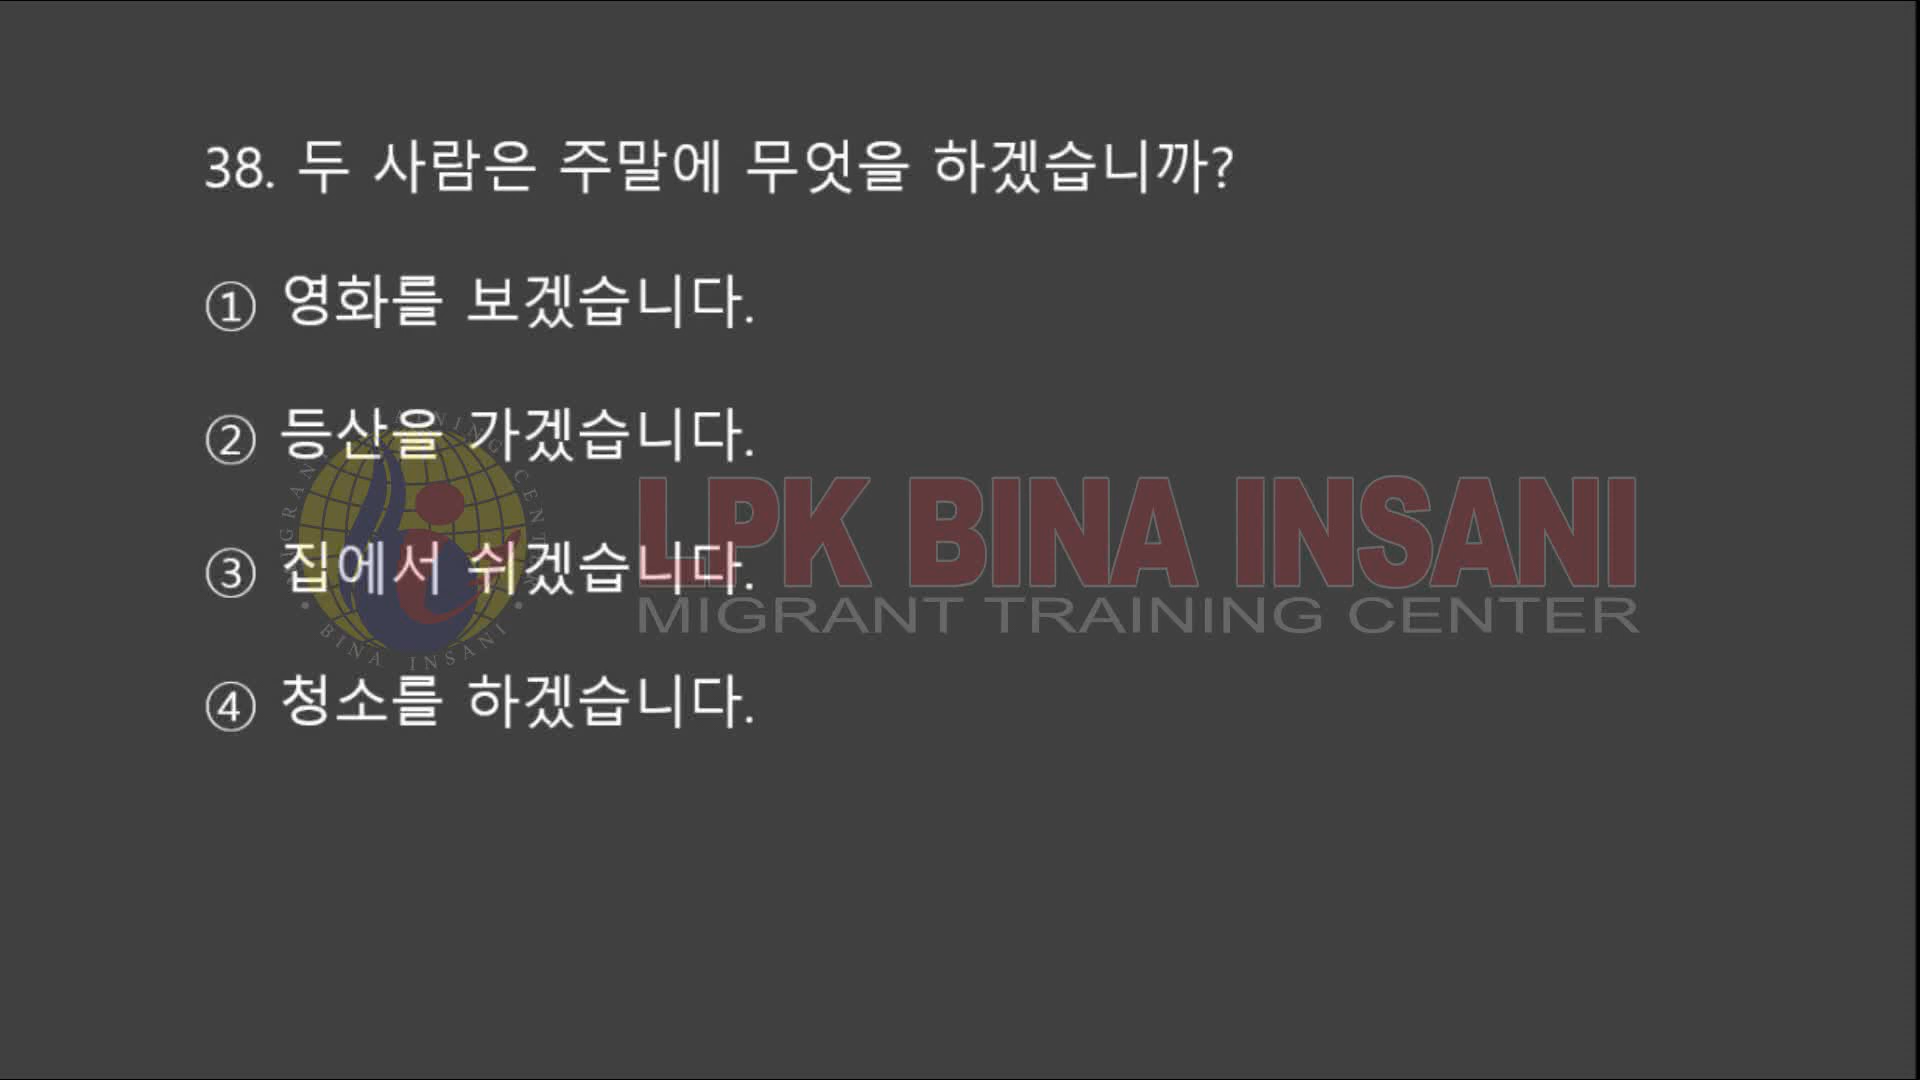 38. 두 사람은 주말에 무엇을 하겠습니까?
① 영화를 보겠습니다.
② 등산을 가겠습니다.
③ 집에서 쉬겠습니다.
④ 청소를 하겠습니다.
LPK BINA INSANI
MIGRANT TRAINING CENTER
MIGRANT TRAINING CENTER
BINA INSANI